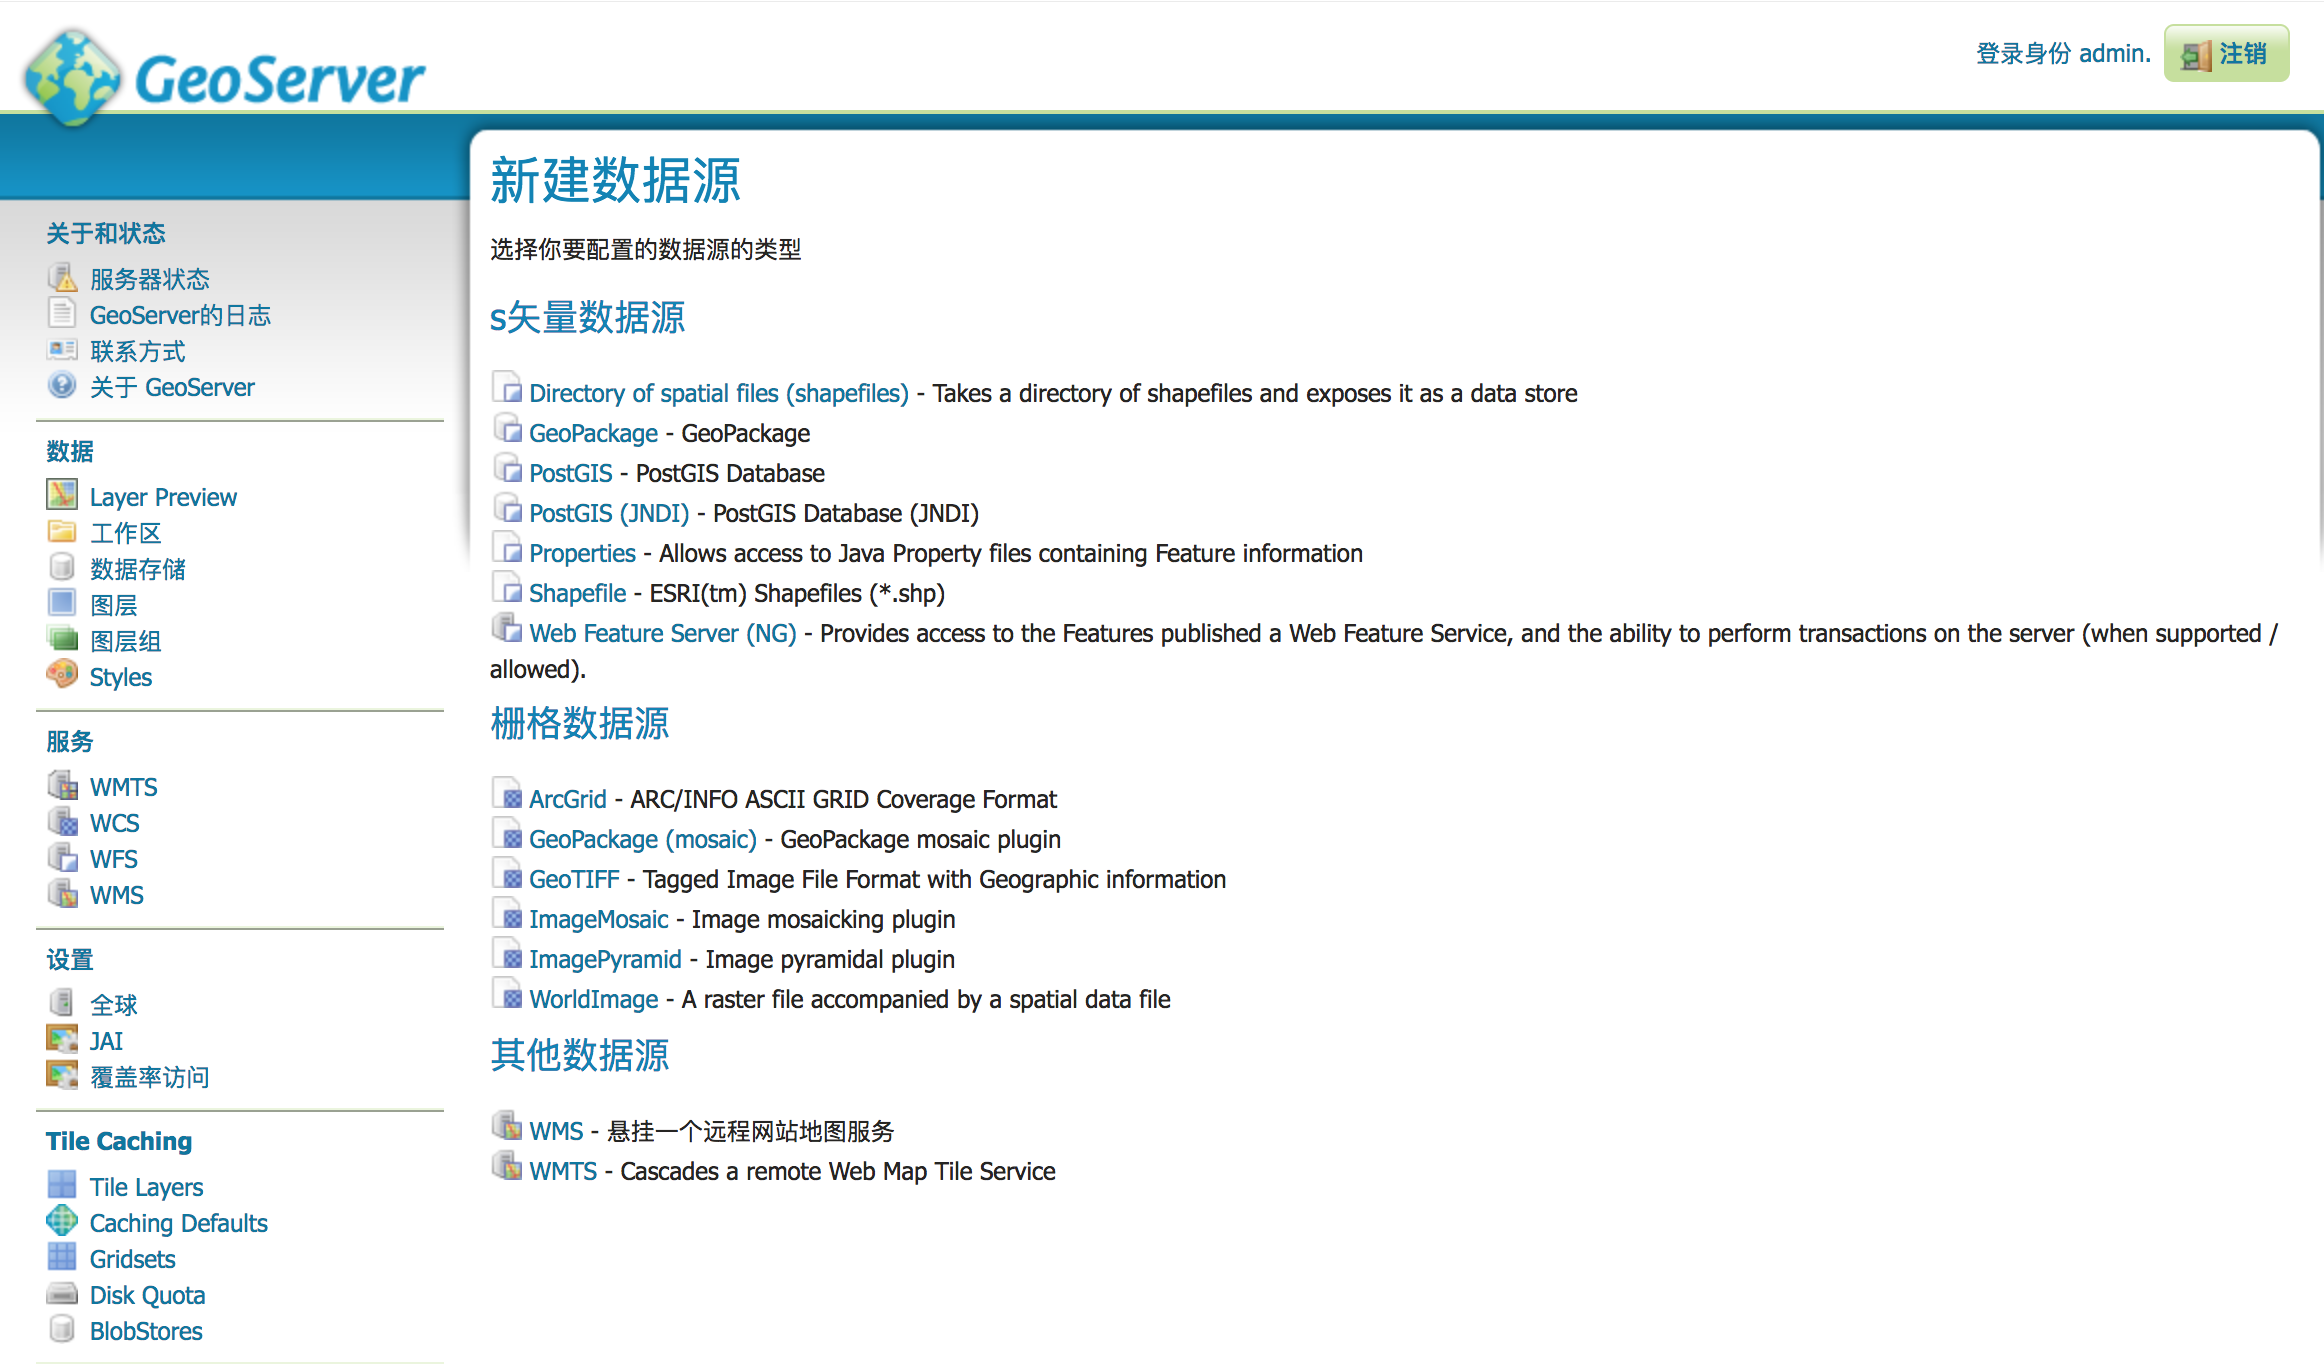 GeoServer
登录身份 admin.
注销
关于和状态
服务器状态
GeoServer的日志
联系方式
关于 GeoServer
数据
Layer Preview
工作区
数据存储
图层
图层组
Styles
服务
WMTS
WCS
WFS
WMS
设置
全球
JAI
覆盖率访问
Tile Caching
Tile Layers
Caching Defaults
Gridsets
Disk Quota
BlobStores
新建数据源
选择你要配置的数据源的类型
s矢量数据源
Directory of spatial files (shapefiles) - Takes a directory of shapefiles and exposes it as a data store
GeoPackage - GeoPackage
PostGIS - PostGIS Database
PostGIS (JNDI) - PostGIS Database (JNDI)
Properties - Allows access to Java Property files containing Feature information
Shapefile - ESRI(tm) Shapefiles (*.shp)
Web Feature Server (NG) - Provides access to the Features published a Web Feature Service, and the ability to perform transactions on the server (when supported /
allowed).
栅格数据源
ArcGrid - ARC/INFO ASCII GRID Coverage Format
GeoPackage (mosaic) - GeoPackage mosaic plugin
GeoTIFF - Tagged Image File Format with Geographic information
ImageMosaic - Image mosaicking plugin
ImagePyramid - Image pyramidal plugin
WorldImage - A raster file accompanied by a spatial data file
其他数据源
WMS - 悬挂一个远程网站地图服务
WMTS - Cascades a remote Web Map Tile Service